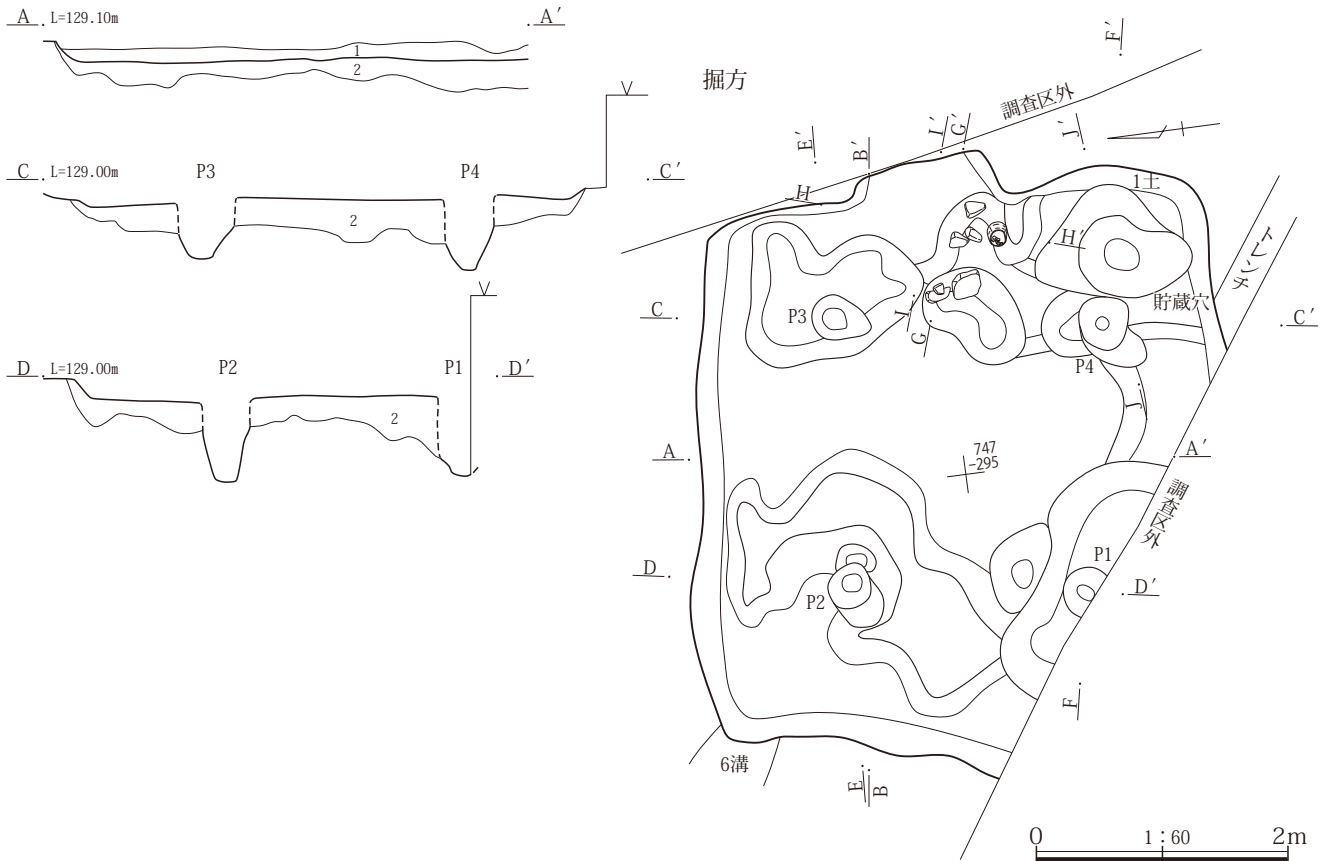 A L=129.10m A′
1
2
C L=129.00m P3 P4 C′
2
D L=129.00m P2 P1 D′
2
掘方
F′
調査区外
E′
B′
I′
G′
J′
H
1土
H′
トレンチ
貯蔵穴
C
P3
I
G
P4
C′
J
A
747
-295
A′
調査区外
D
P2
P1
D′
F
6溝
E
B
0 1：60 2m